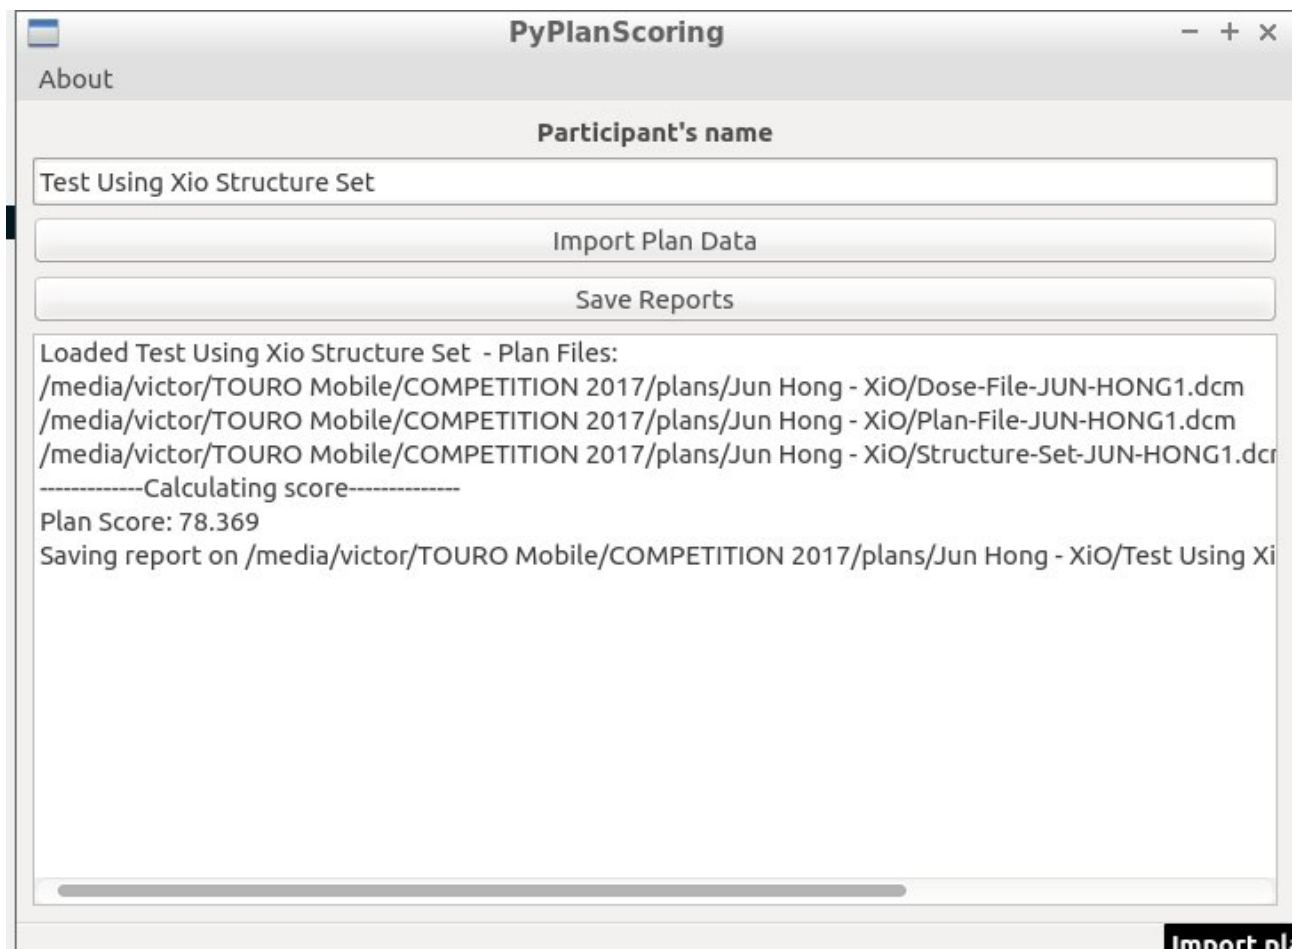 PyPlanScoring
About
Participant's name
Test Using Xio Structure Set
Import Plan Data
Save Reports
Loaded Test Using Xio Structure Set  - Plan Files:
/media/victor/TOURO Mobile/COMPETITION 2017/plans/Jun Hong - XiO/Dose-File-JUN-HONG1.dcm
/media/victor/TOURO Mobile/COMPETITION 2017/plans/Jun Hong - XiO/Plan-File-JUN-HONG1.dcm
/media/victor/TOURO Mobile/COMPETITION 2017/plans/Jun Hong - XiO/Structure-Set-JUN-HONG1.dcr
-------------Calculating score--------------
Plan Score: 78.369
Saving report on /media/victor/TOURO Mobile/COMPETITION 2017/plans/Jun Hong - XiO/Test Using Xi
Import pla